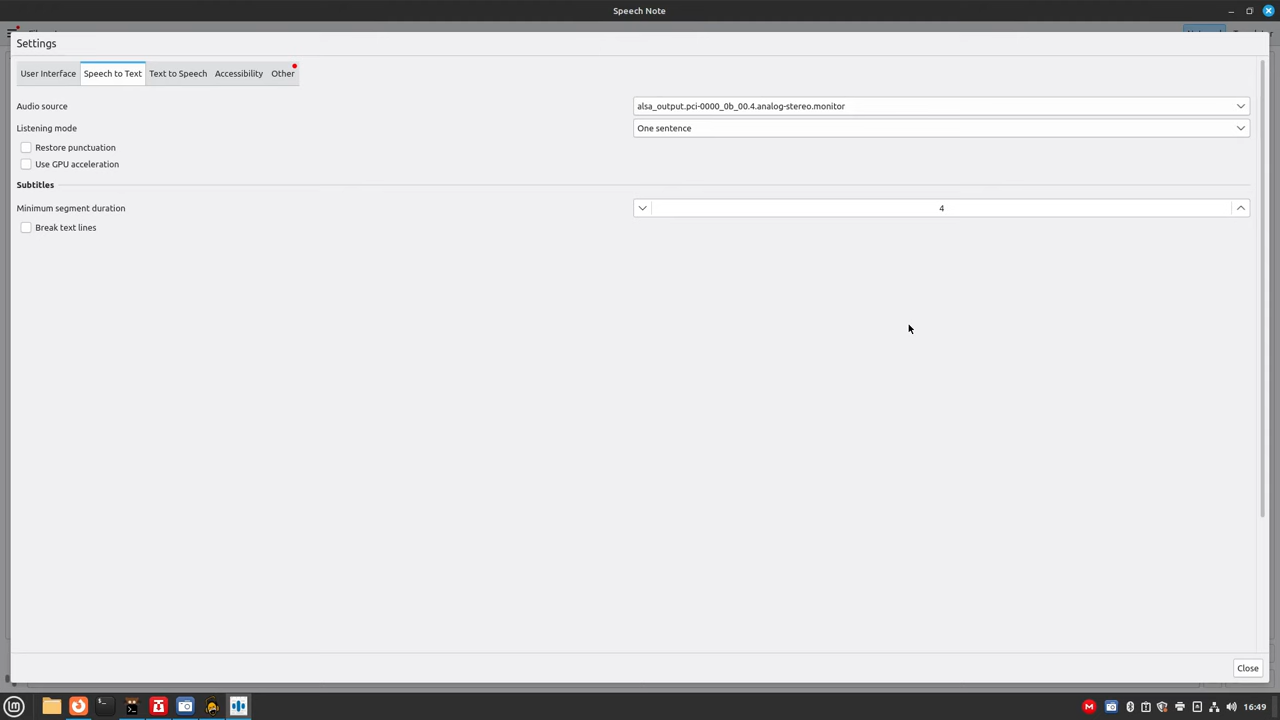 Speech Note
Settings
User Interface Speech to Text Text to Speech Accessibility Other
Audio source alsa_output.pci-0000_0b_00.4.analog-stereo.monitor
Listening mode One sentence
Restore punctuation
Use GPU acceleration
Subtitles
Minimum segment duration 4
Break text lines
Close
16:49